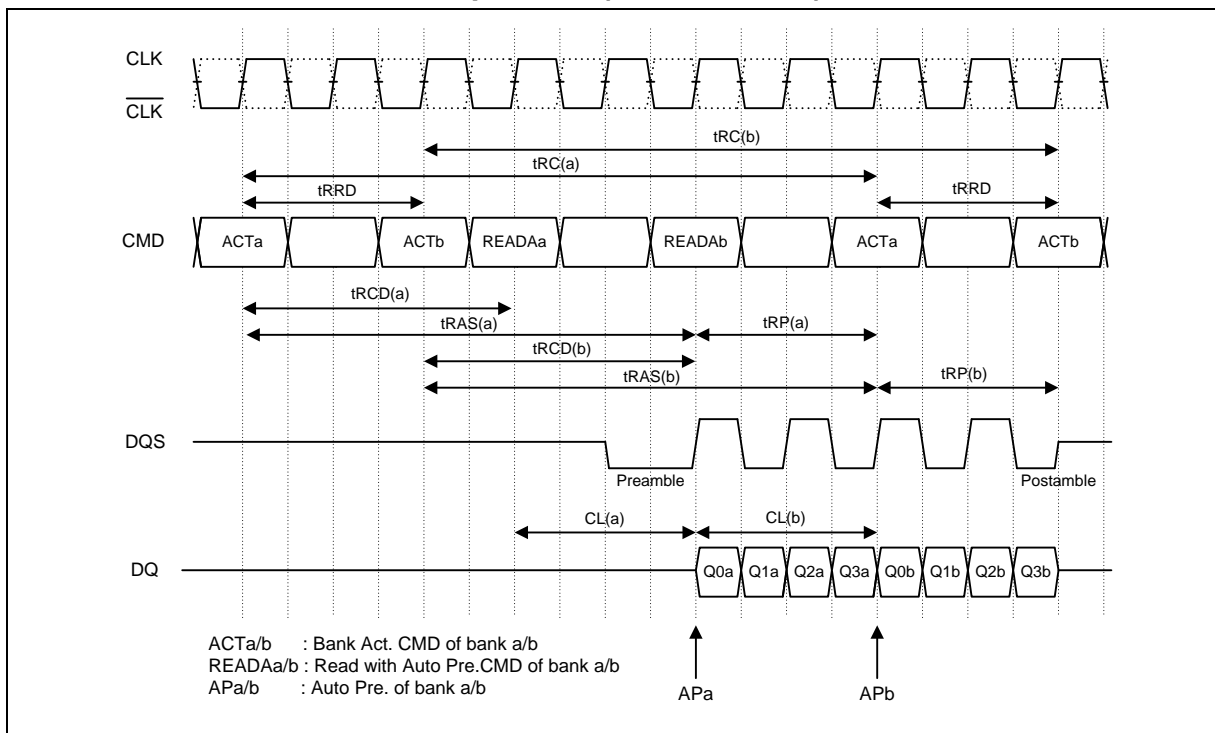 CLK
CLK
tRC(b)
tRC(a)
tRRD tRRD
CMD ACTa ACTb READAa READAb ACTa ACTb
tRCD(a)
tRAS(a) tRP(a)
tRCD(b)
tRAS(b) tRP(b)
DQS
Preamble Postamble
CL(a) CL(b)
DQ Q0a Q1a Q2a Q3a Q0b Q1b Q2b Q3b
ACTa/b : Bank Act. CMD of bank a/b
READAa/b : Read with Auto Pre.CMD of bank a/b
APa/b : Auto Pre. of bank a/b
APa APb